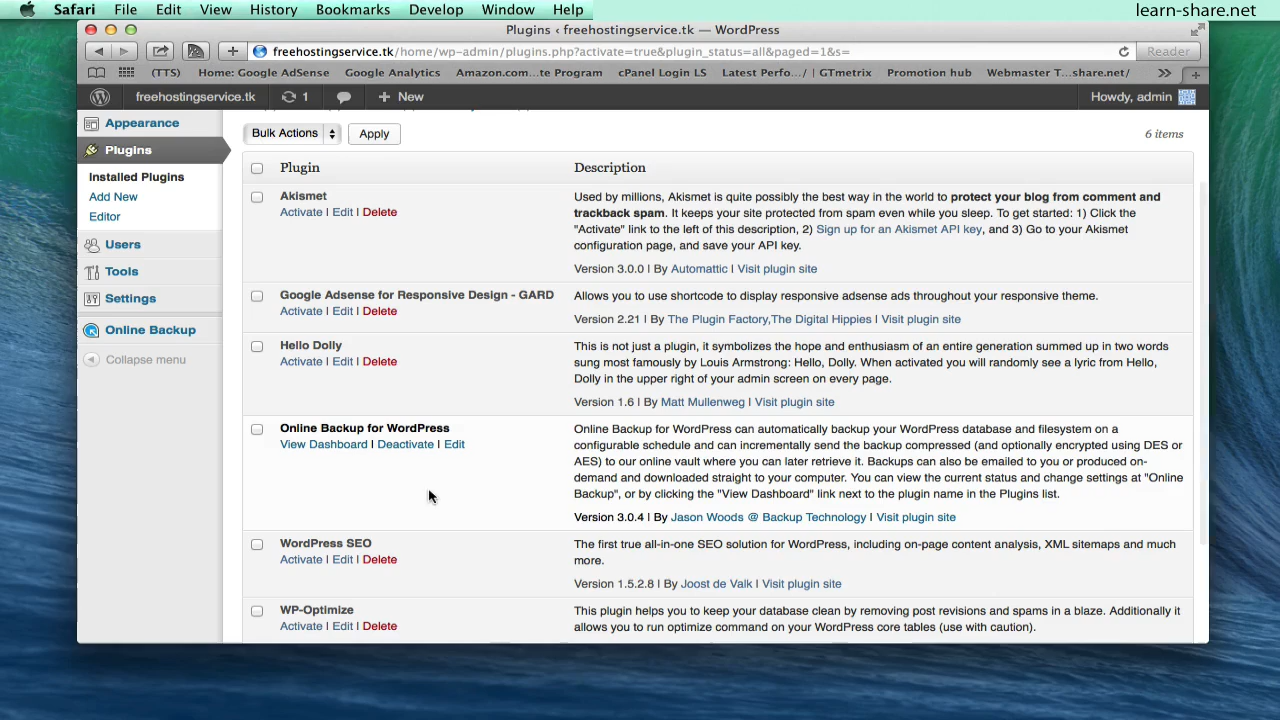 Safari File Edit View History Bookmarks Develop Window Help
learn-share.net
Plugins ‹ freehostingservice.tk — WordPress
freehostingservice.tk/home/wp-admin/plugins.php?activate=true&plugin_status=all&paged=1&s=
Reader
(TTS) Home: Google AdSense Google Analytics Amazon.com...te Program cPanel Login LS Latest Perfo.../ | GTmetrix Promotion hub Webmaster T...share.net/
freehostingservice.tk 1 + New
Howdy, admin
Appearance
Plugins
Installed Plugins
Add New
Editor
Users
Tools
Settings
Online Backup
Collapse menu
Bulk Actions Apply
6 items
Plugin Description
Akismet
Activate | Edit | Delete
Used by millions, Akismet is quite possibly the best way in the world to protect your blog from comment and
trackback spam. It keeps your site protected from spam even while you sleep. To get started: 1) Click the
"Activate" link to the left of this description, 2) Sign up for an Akismet API key, and 3) Go to your Akismet
configuration page, and save your API key.
Version 3.0.0 | By Automattic | Visit plugin site
Google Adsense for Responsive Design - GARD
Activate | Edit | Delete
Allows you to use shortcode to display responsive adsense ads throughout your responsive theme.
Version 2.21 | By The Plugin Factory,The Digital Hippies | Visit plugin site
Hello Dolly
Activate | Edit | Delete
This is not just a plugin, it symbolizes the hope and enthusiasm of an entire generation summed up in two words
sung most famously by Louis Armstrong: Hello, Dolly. When activated you will randomly see a lyric from Hello,
Dolly in the upper right of your admin screen on every page.
Version 1.6 | By Matt Mullenweg | Visit plugin site
Online Backup for WordPress
View Dashboard | Deactivate | Edit
Online Backup for WordPress can automatically backup your WordPress database and filesystem on a
configurable schedule and can incrementally send the backup compressed (and optionally encrypted using DES or
AES) to our online vault where you can later retrieve it. Backups can also be emailed to you or produced on-
demand and downloaded straight to your computer. You can view the current status and change settings at "Online
Backup", or by clicking the "View Dashboard" link next to the plugin name in the Plugins list.
Version 3.0.4 | By Jason Woods @ Backup Technology | Visit plugin site
WordPress SEO
Activate | Edit | Delete
The first true all-in-one SEO solution for WordPress, including on-page content analysis, XML sitemaps and much
more.
Version 1.5.2.8 | By Joost de Valk | Visit plugin site
WP-Optimize
Activate | Edit | Delete
This plugin helps you to keep your database clean by removing post revisions and spams in a blaze. Additionally it
allows you to run optimize command on your WordPress core tables (use with caution).